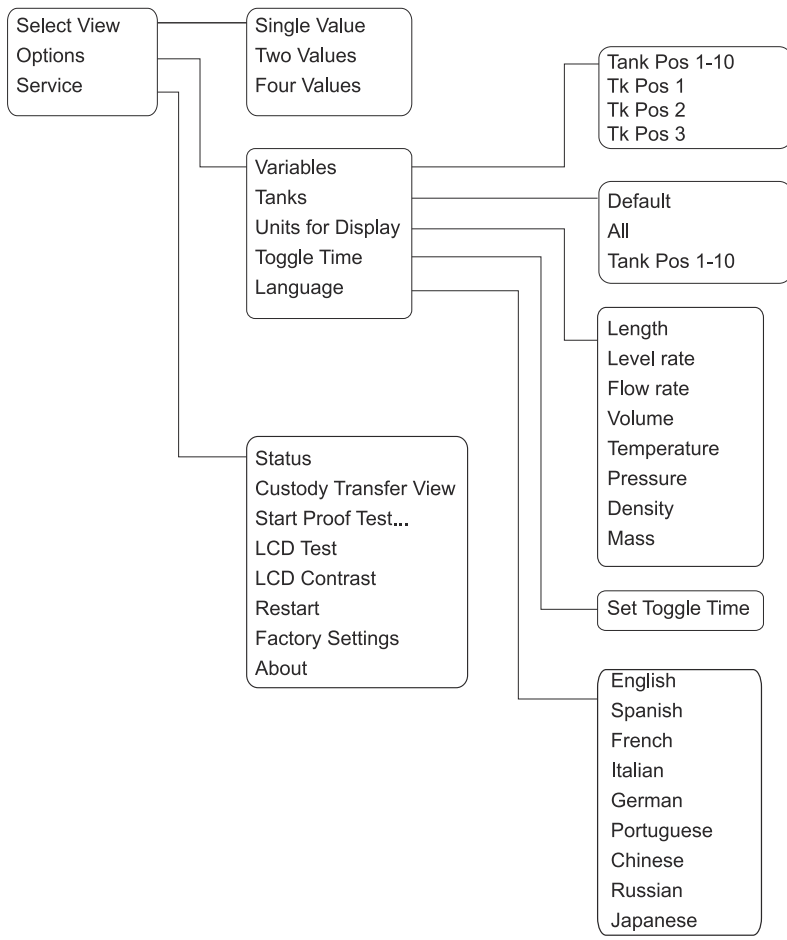 Select View
Options
Service
Single Value
Two Values
Four Values
Variables
Tanks
Units for Display
Toggle Time
Language
Status
Custody Transfer View
Start Proof Test...
LCD Test
LCD Contrast
Restart
Factory Settings
About
Tank Pos 1-10
Tk Pos 1
Tk Pos 2
Tk Pos 3
Default
All
Tank Pos 1-10
Length
Level rate
Flow rate
Volume
Temperature
Pressure
Density
Mass
Set Toggle Time
English
Spanish
French
Italian
German
Portuguese
Chinese
Russian
Japanese